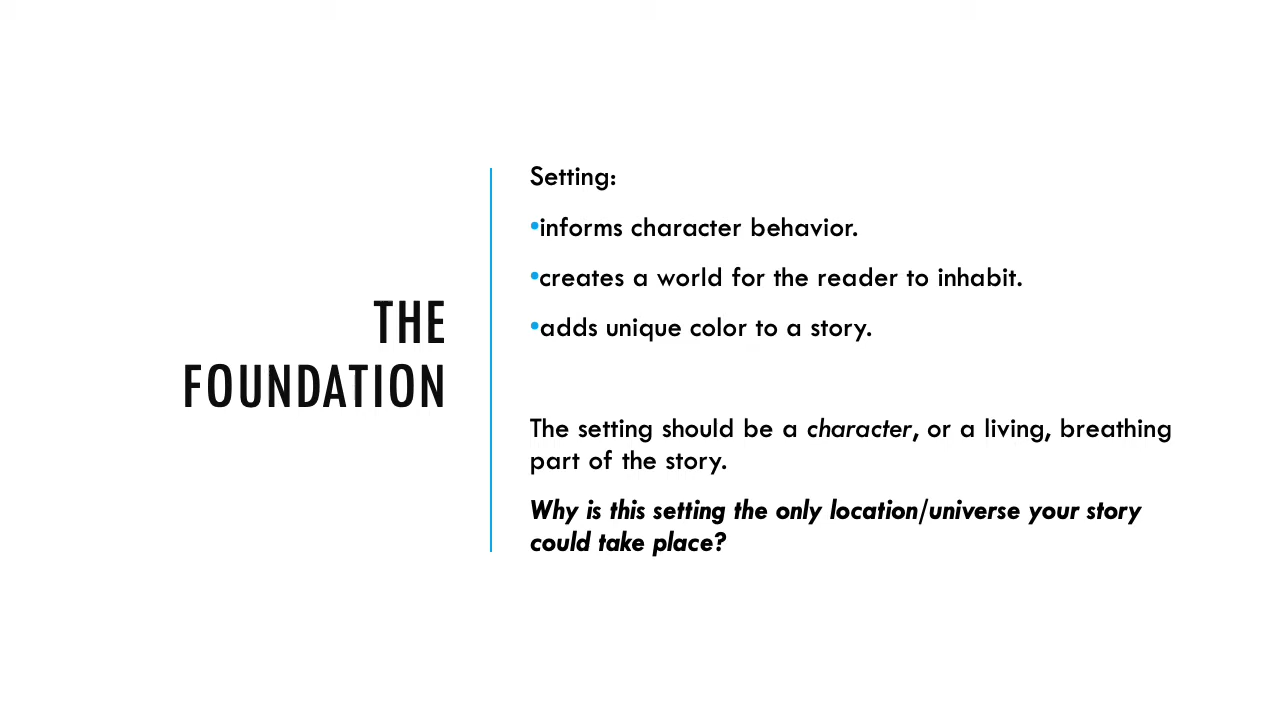 THE
FOUNDATION
Setting:
•informs character behavior.
•creates a world for the reader to inhabit.
•adds unique color to a story.
The setting should be a character, or a living, breathing
part of the story.
Why is this setting the only location/universe your story
could take place?